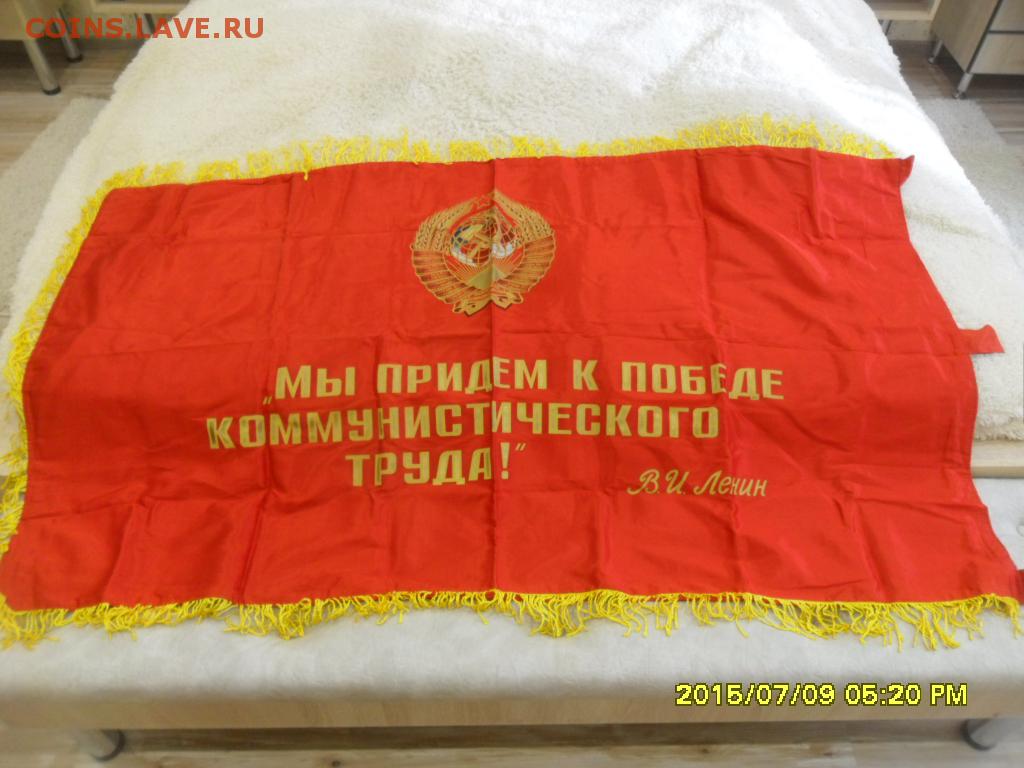 COINS.LAVE.RU
„Мы придем к победе
коммунистического
труда!“
В. И. Ленин
2015/07/09 05:20 PM